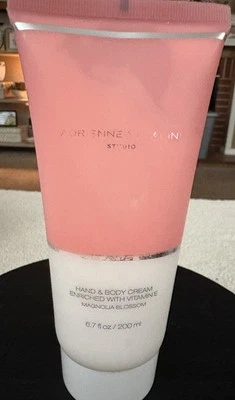 STUDIO
HAND & BODY CREAM
ENRICHED WITH VITAMIN E
MAGNOLIA BLOSSOM
6.7 fl oz / 200 ml